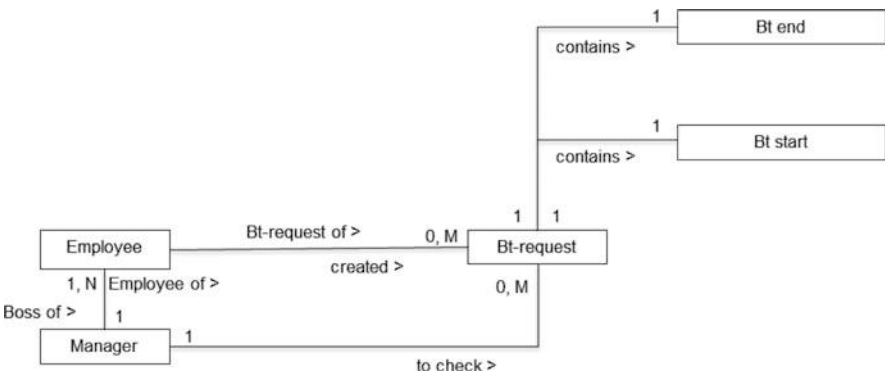 1
Bt end
contains >
1
Bt start
contains >
1 1
Bt-request of >
0, M
Employee
Bt-request
created >
1, N
Employee of >
0, M
Boss of >
1
1
Manager
to check >